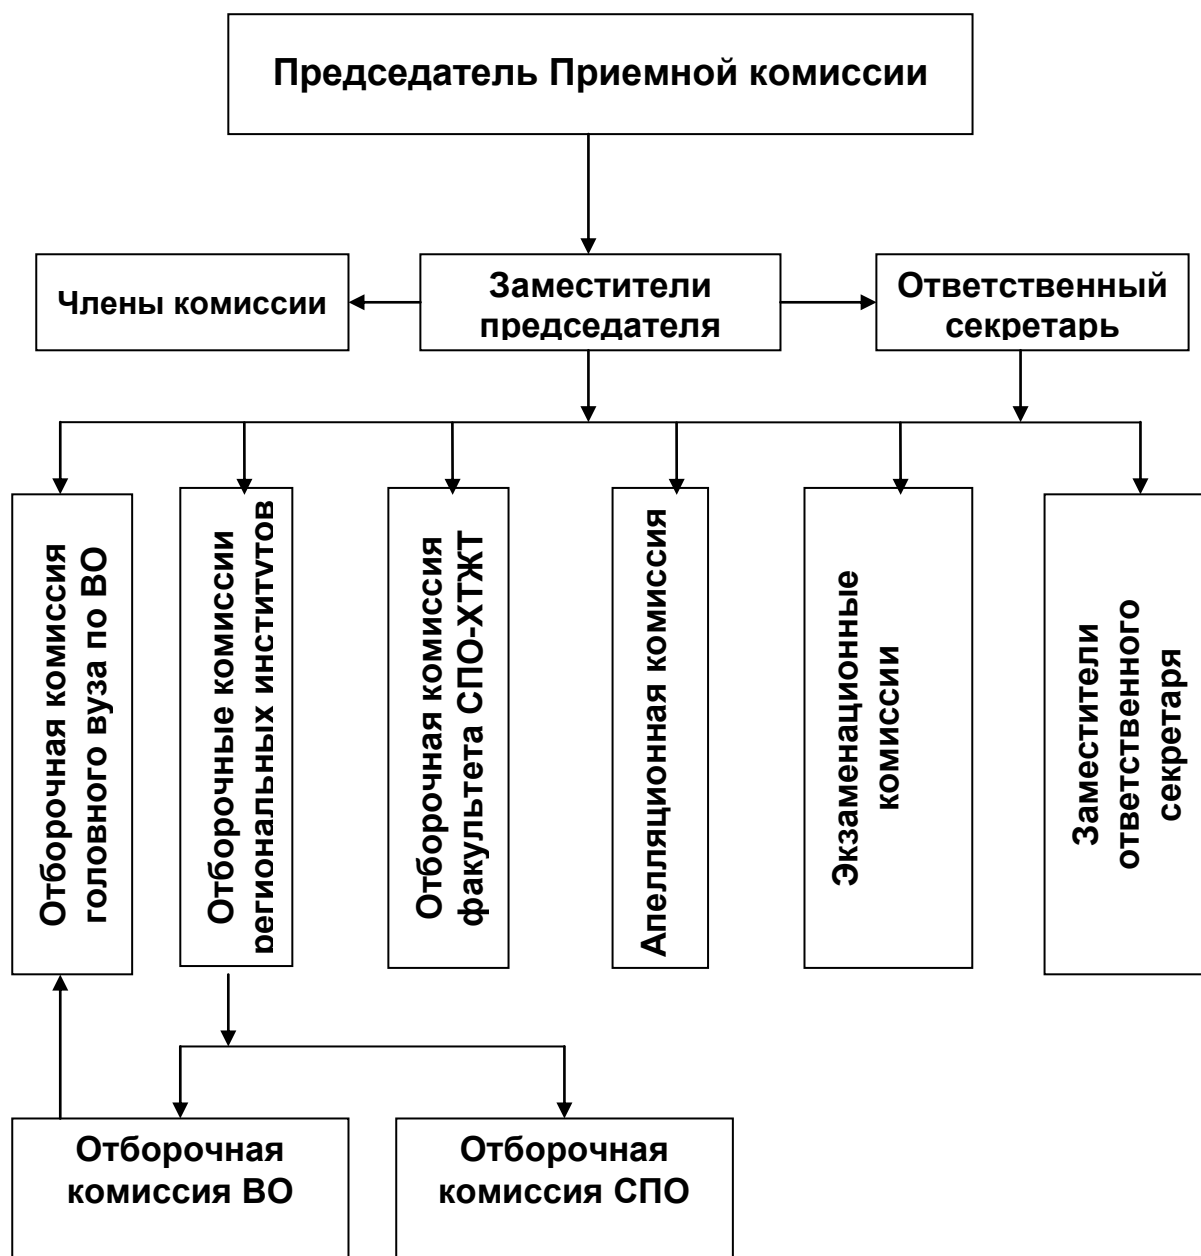 Председатель Приемной комиссии
Члены комиссии
Заместители
председателя
Ответственный
секретарь
Отборочная комиссия
головного вуза по ВО
Отборочные комиссии
региональных институтов
Отборочная комиссия
факультета СПО-ХТЖТ
Апелляционная комиссия
Экзаменационные
комиссии
Заместители
ответственного
секретаря
Отборочная
комиссия ВО
Отборочная
комиссия СПО